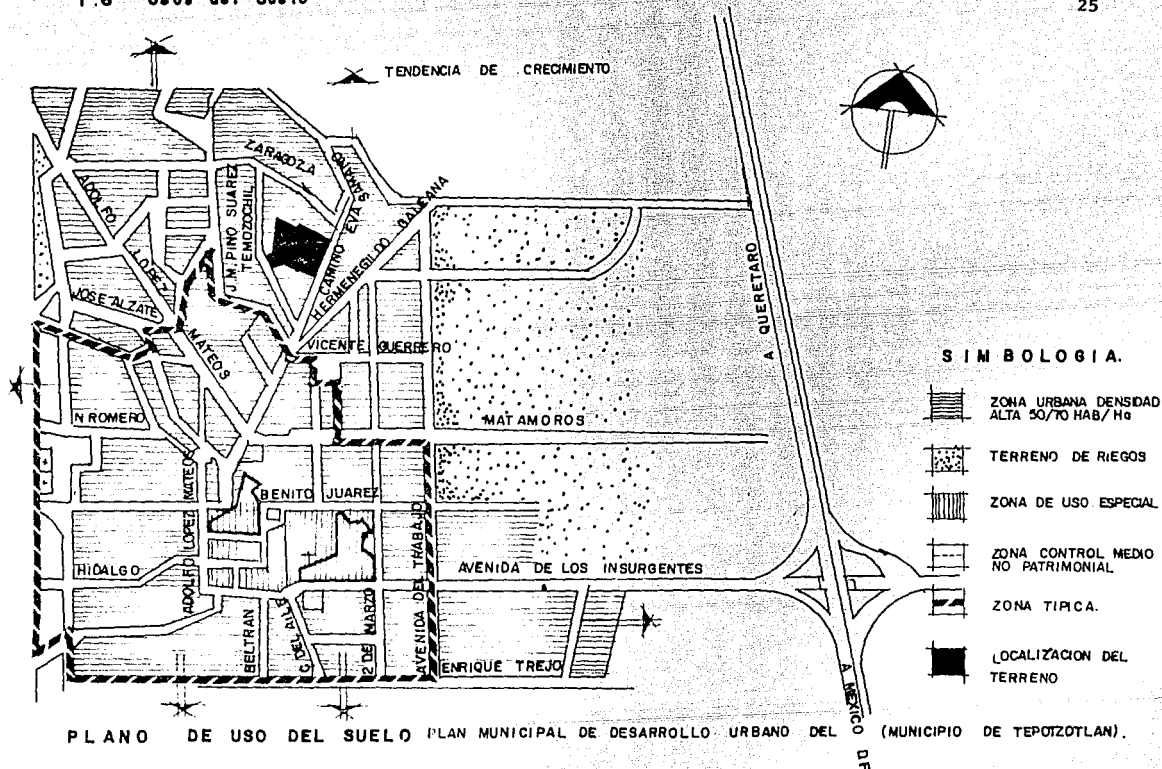 25
TENDENCIA DE CRECIMIENTO
ZARAGOZA
ADOLFO LOPEZ MATEOS
J.M. PINO SUAREZ
TEMOZOCHIL
CAMINO EVA SAMANO
HERMENEGILDO GALEANA
JOSE ALZATE
VICENTE GUERRERO
A QUERETARO
N ROMERO
MATAMOROS
ADOLFO LOPEZ MATEOS
BENITO JUAREZ
HIDALGO
AVENIDA DE LOS INSURGENTES
BELTRAN
2 DE MARZO
AVENIDA DEL TRABAJO
ENRIQUE TREJO
A MEXICO DF
SIMBOLOGIA.
ZONA URBANA DENSIDAD
ALTA 50/70 HAB/Ha
TERRENO DE RIEGOS
ZONA DE USO ESPECIAL
ZONA CONTROL MEDIO
NO PATRIMONIAL
ZONA TIPICA.
LOCALIZACION DEL
TERRENO
PLANO DE USO DEL SUELO PLAN MUNICIPAL DE DESARROLLO URBANO DEL (MUNICIPIO DE TEPOTZOTLAN).